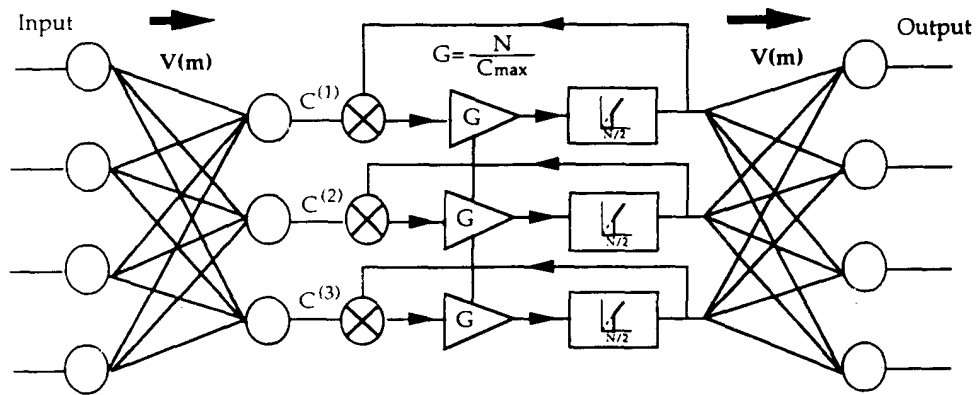 Input
V(m)
G= N
Cmax
V(m)
Output
C(1)
G
N/2
C(2)
G
N/2
C(3)
G
N/2